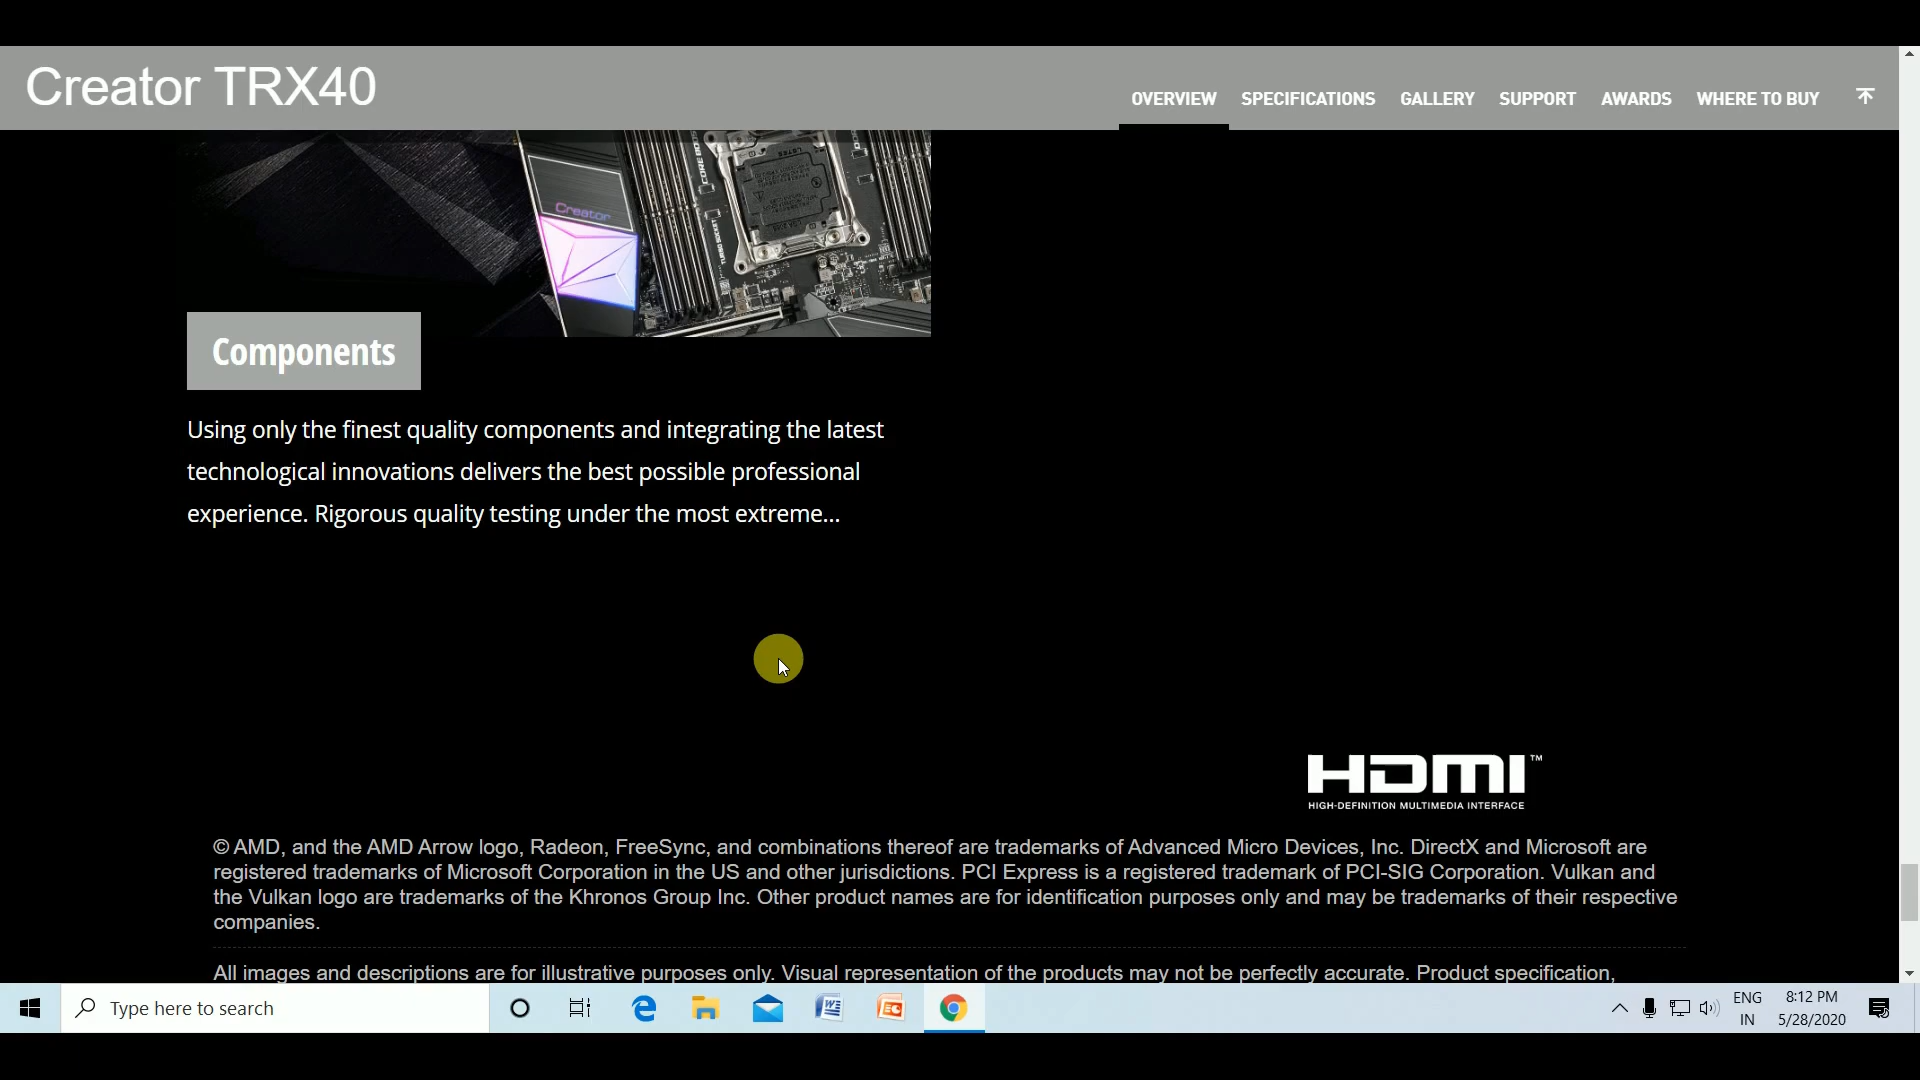 Creator TRX40
OVERVIEW SPECIFICATIONS GALLERY SUPPORT AWARDS WHERE TO BUY
Creator
Components
Using only the finest quality components and integrating the latest
technological innovations delivers the best possible professional
experience. Rigorous quality testing under the most extreme...
HDMI™
HIGH-DEFINITION MULTIMEDIA INTERFACE
© AMD, and the AMD Arrow logo, Radeon, FreeSync, and combinations thereof are trademarks of Advanced Micro Devices, Inc. DirectX and Microsoft are
registered trademarks of Microsoft Corporation in the US and other jurisdictions. PCI Express is a registered trademark of PCI-SIG Corporation. Vulkan and
the Vulkan logo are trademarks of the Khronos Group Inc. Other product names are for identification purposes only and may be trademarks of their respective
companies.
All images and descriptions are for illustrative purposes only. Visual representation of the products may not be perfectly accurate. Product specification,
Type here to search
ENG
IN
8:12 PM
5/28/2020